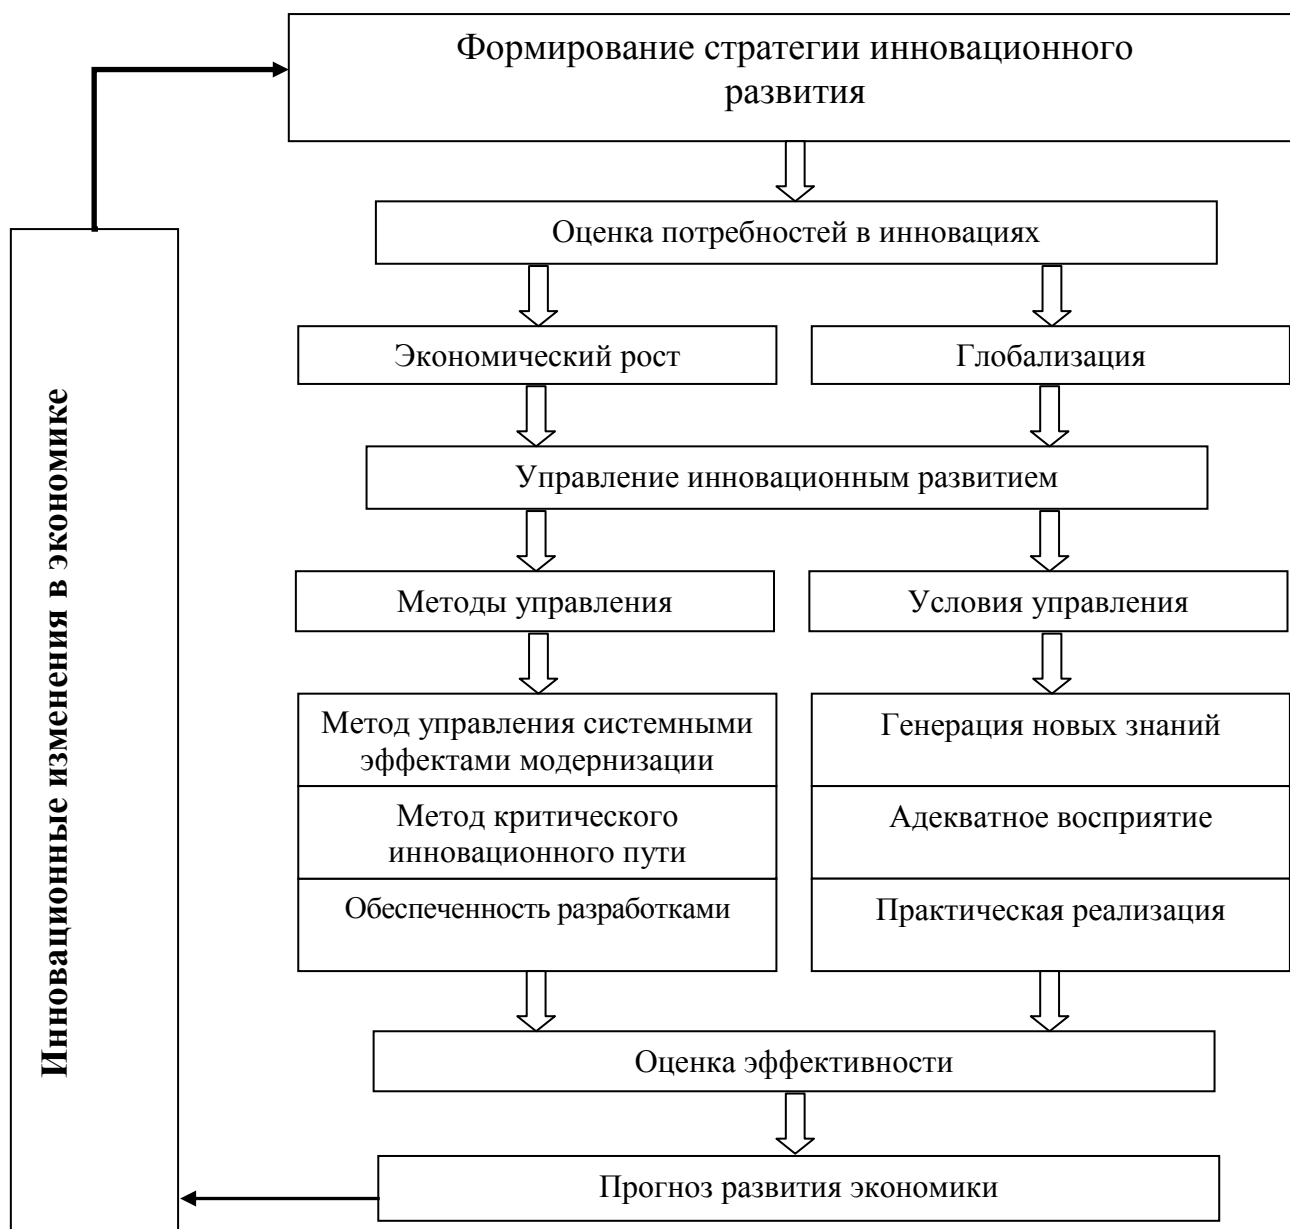 Формирование стратегии инновационного
развития
Оценка потребностей в инновациях
Экономический рост
Глобализация
Управление инновационным развитием
Методы управления
Условия управления
Метод управления системными
эффектами модернизации
Генерация новых знаний
Метод критического
инновационного пути
Адекватное восприятие
Обеспеченность разработками
Практическая реализация
Оценка эффективности
Прогноз развития экономики
Инновационные изменения в экономике